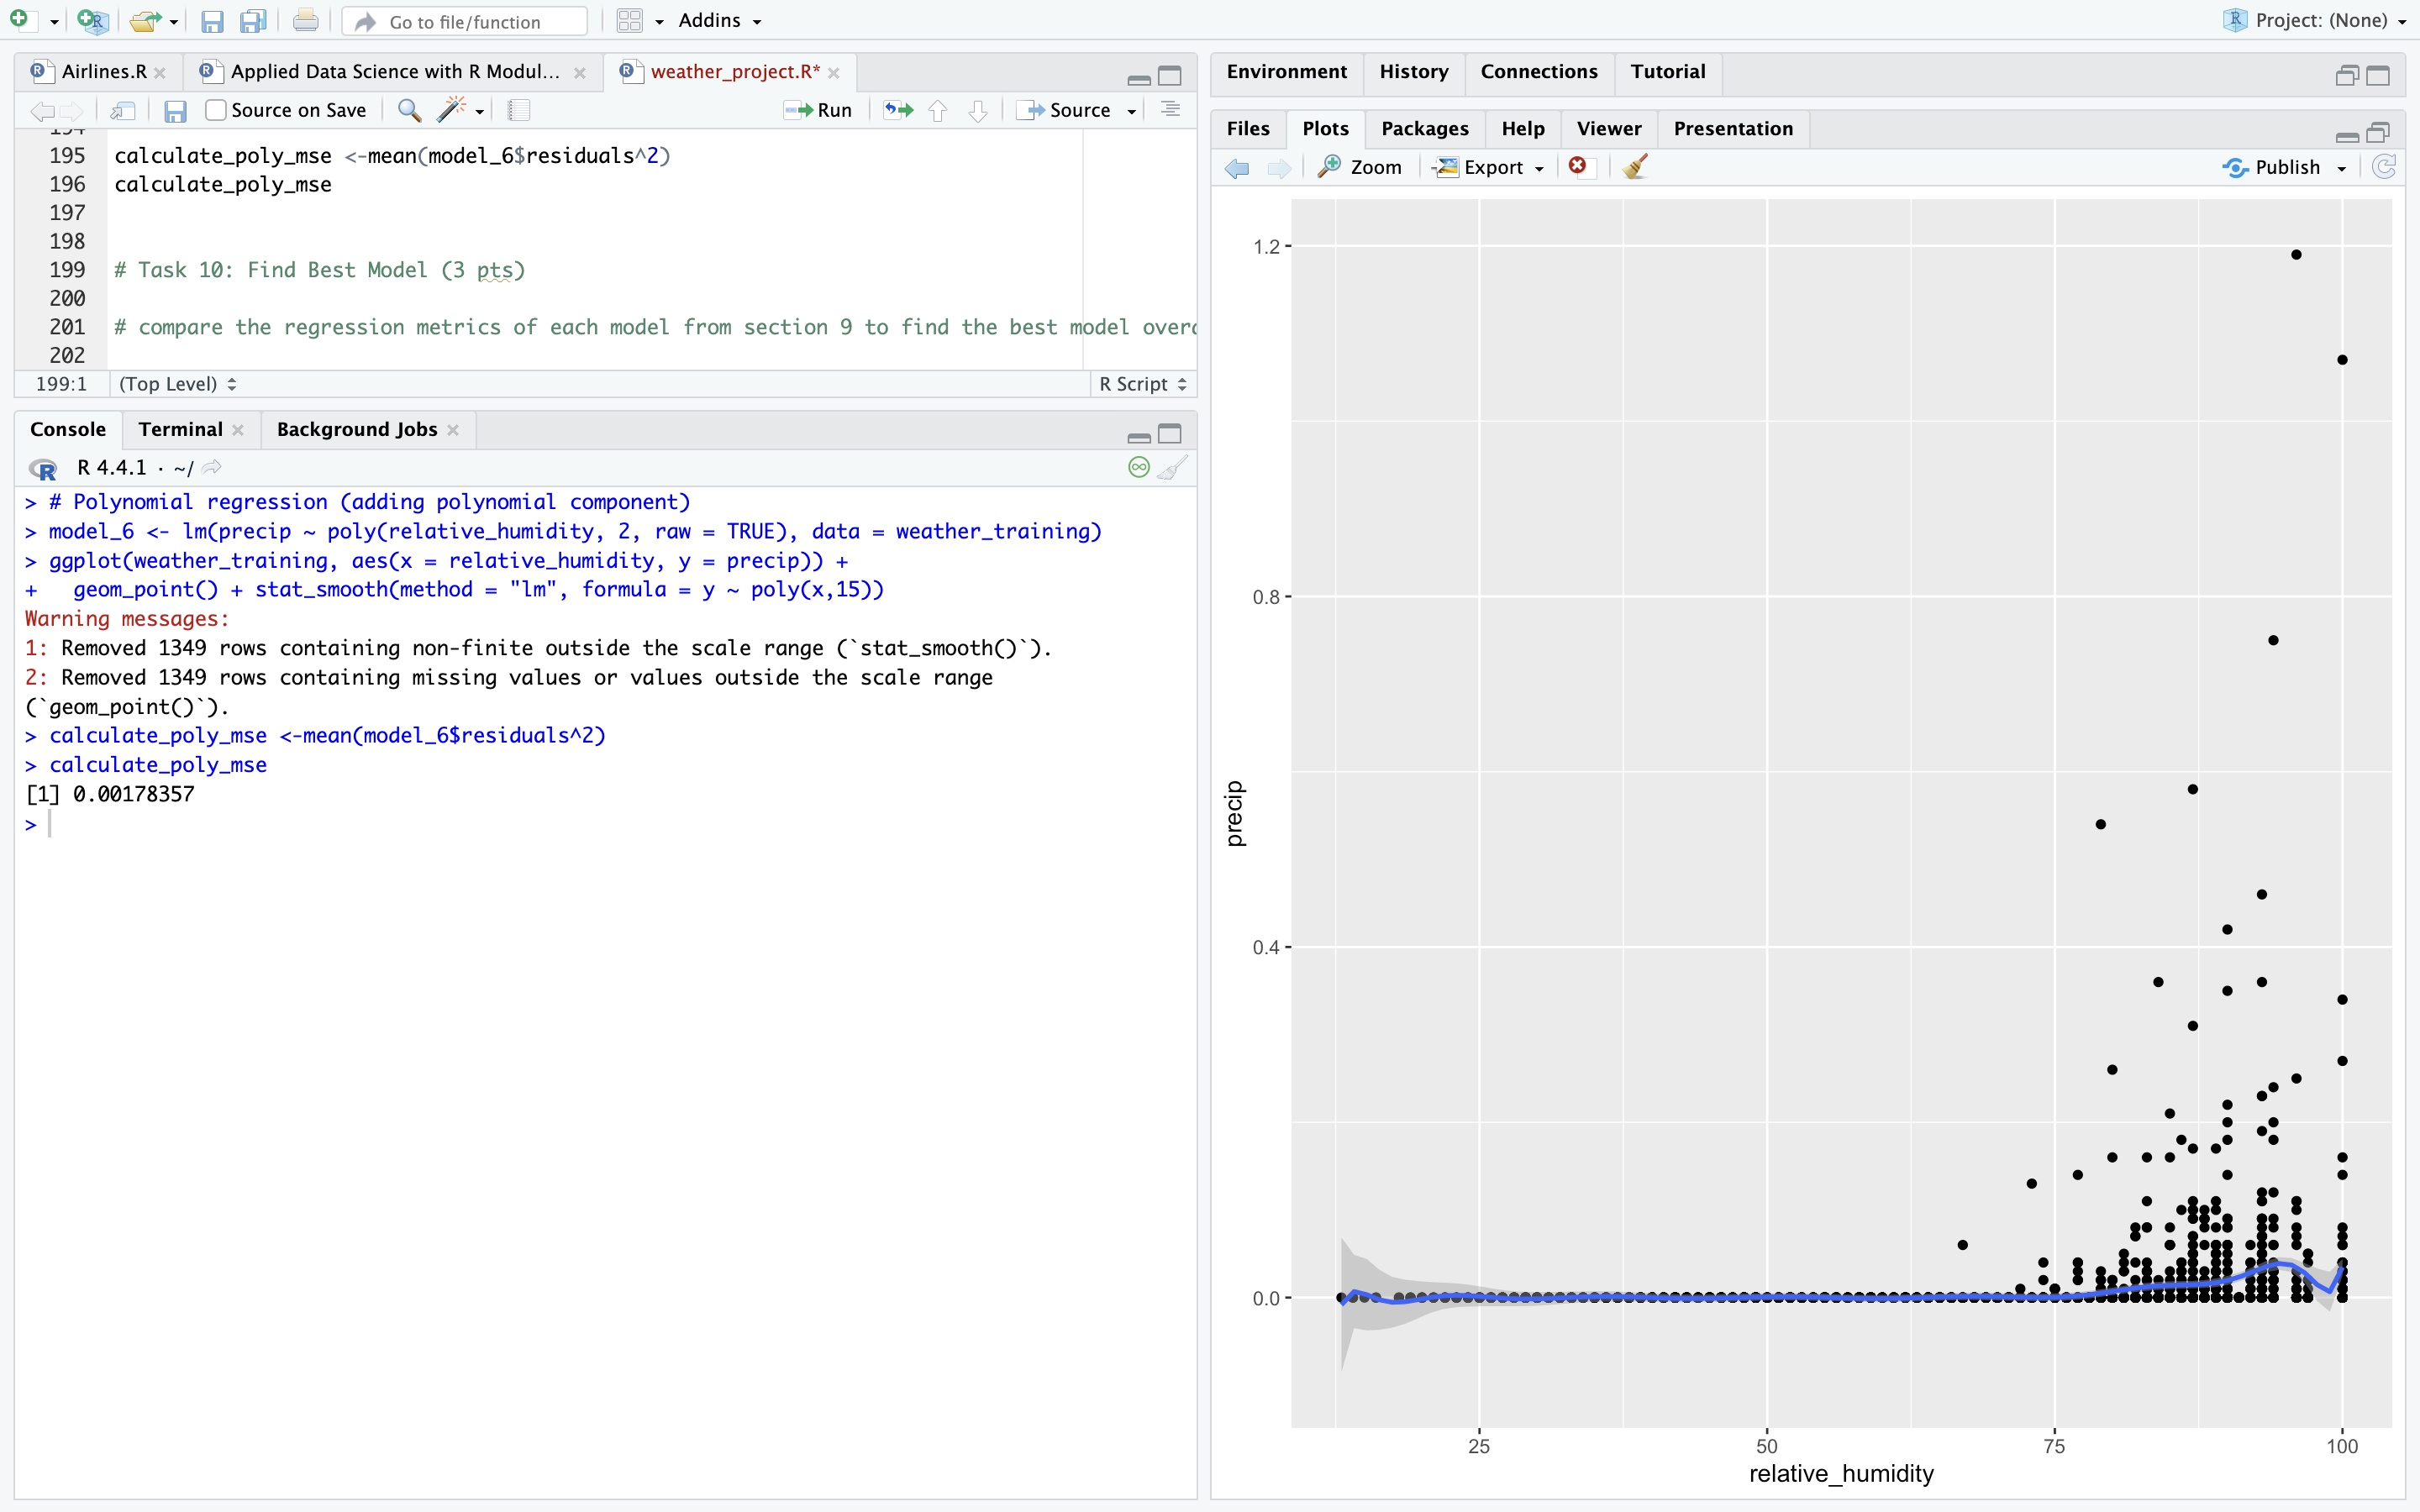 Go to file/function
Addins
Project: (None)
Airlines.R
Applied Data Science with R Modul...
weather_project.R*
Source on Save
Run
Source
194
195 calculate_poly_mse <-mean(model_6$residuals^2)
196 calculate_poly_mse
197
198
199 # Task 10: Find Best Model (3 pts)
200
201 # compare the regression metrics of each model from section 9 to find the best model overa
202
199:1 (Top Level) R Script
Console Terminal Background Jobs
R 4.4.1 · ~/
> # Polynomial regression (adding polynomial component)
> model_6 <- lm(precip ~ poly(relative_humidity, 2, raw = TRUE), data = weather_training)
> ggplot(weather_training, aes(x = relative_humidity, y = precip)) +
+   geom_point() + stat_smooth(method = "lm", formula = y ~ poly(x,15))
Warning messages:
1: Removed 1349 rows containing non-finite outside the scale range (`stat_smooth()`).
2: Removed 1349 rows containing missing values or values outside the scale range
(`geom_point()`).
> calculate_poly_mse <-mean(model_6$residuals^2)
> calculate_poly_mse
[1] 0.00178357
>
Environment History Connections Tutorial
Files Plots Packages Help Viewer Presentation
Zoom Export Publish
1.2
0.8
0.4
0.0
precip
25 50 75 100
relative_humidity